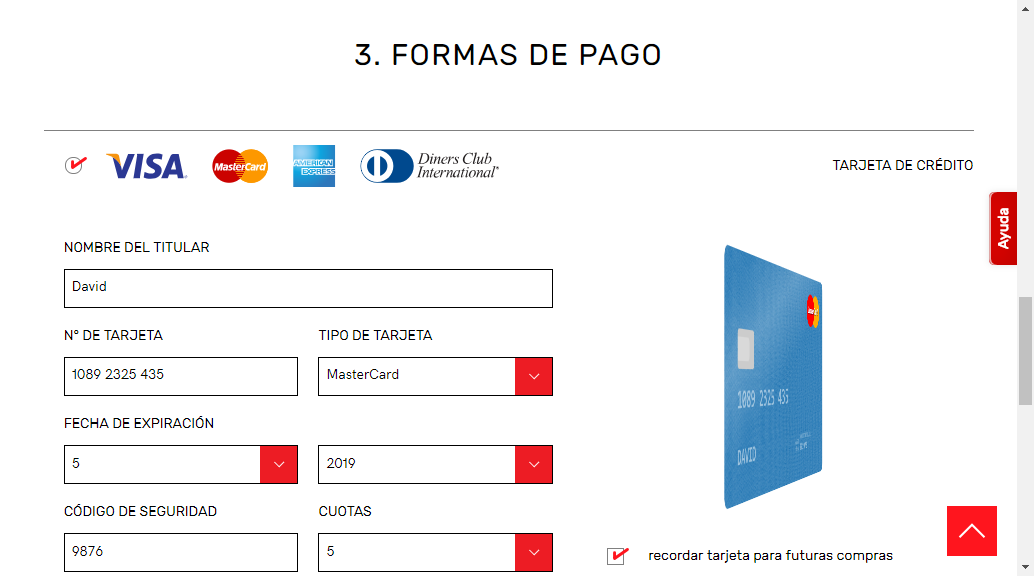 3. FORMAS DE PAGO
VISA MasterCard AMERICAN EXPRESS Diners Club International
TARJETA DE CRÉDITO
Ayuda
NOMBRE DEL TITULAR
David
N° DE TARJETA TIPO DE TARJETA
1089 2325 435 MasterCard
FECHA DE EXPIRACIÓN
5 2019
CÓDIGO DE SEGURIDAD CUOTAS
9876 5
1089 2325 435
DAVID
recordar tarjeta para futuras compras